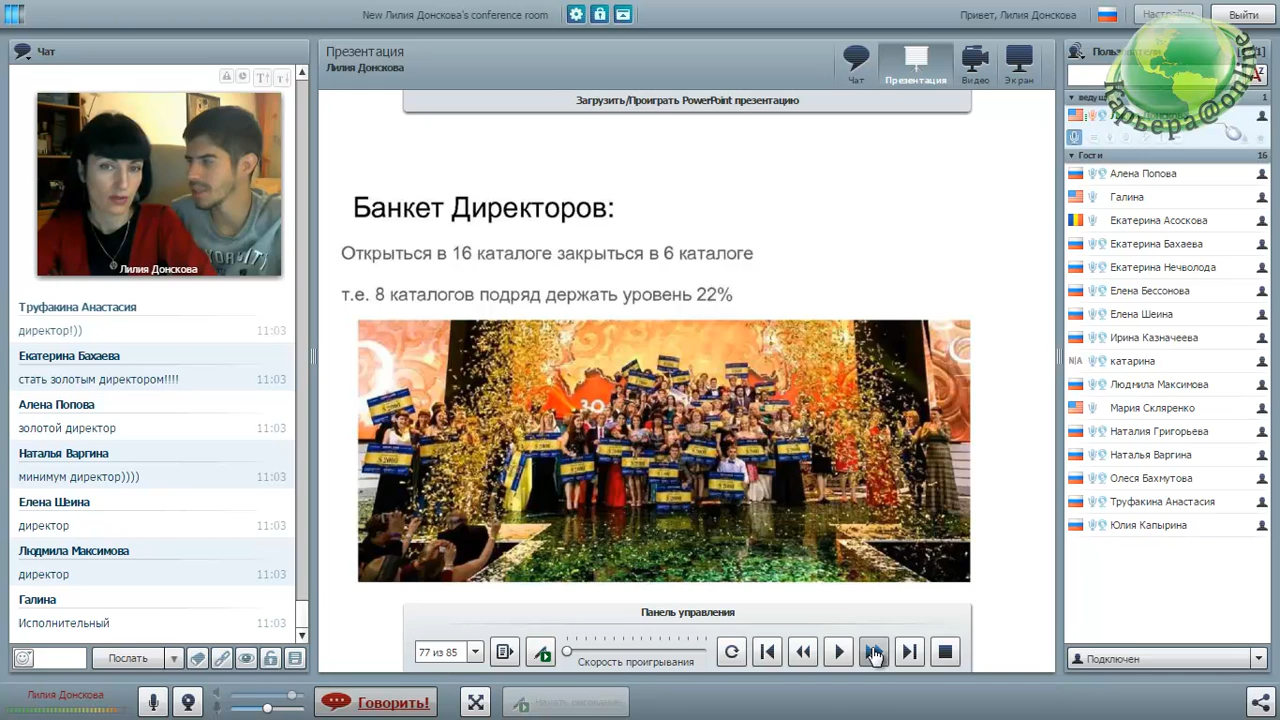 New Лилия Донскова's conference room
Привет, Лилия Донскова
Настройки
Выйти
Чат
Лилия Донскова
Труфакина Анастасия
директор!))
11:03
Екатерина Бахаева
стать золотым директором!!!!
11:03
Алена Попова
золотой директор
11:03
Наталья Варгина
минимум директор))))
11:03
Елена Шеина
директор
11:03
Людмила Максимова
директор
11:03
Галина
Исполнительный
11:03
Послать
Лилия Донскова
Говорить!
Презентация
Лилия Донскова
Чат
Презентация
Видео
Экран
Загрузить/Проиграть PowerPoint презентацию
Банкет Директоров:
Открыться в 16 каталоге закрыться в 6 каталоге
т.е. 8 каталогов подряд держать уровень 22%
Панель управления
77 из 85
Скорость проигрывания
карьера@online
1
Гости
16
Алена Попова
Галина
Екатерина Асоскова
Екатерина Бахаева
Екатерина Нечволода
Елена Бессонова
Елена Шеина
Ирина Казначеева
N/A
катарина
Людмила Максимова
Мария Скляренко
Наталия Григорьева
Наталья Варгина
Олеся Бахмутова
Труфакина Анастасия
Юлия Капырина
Подключен